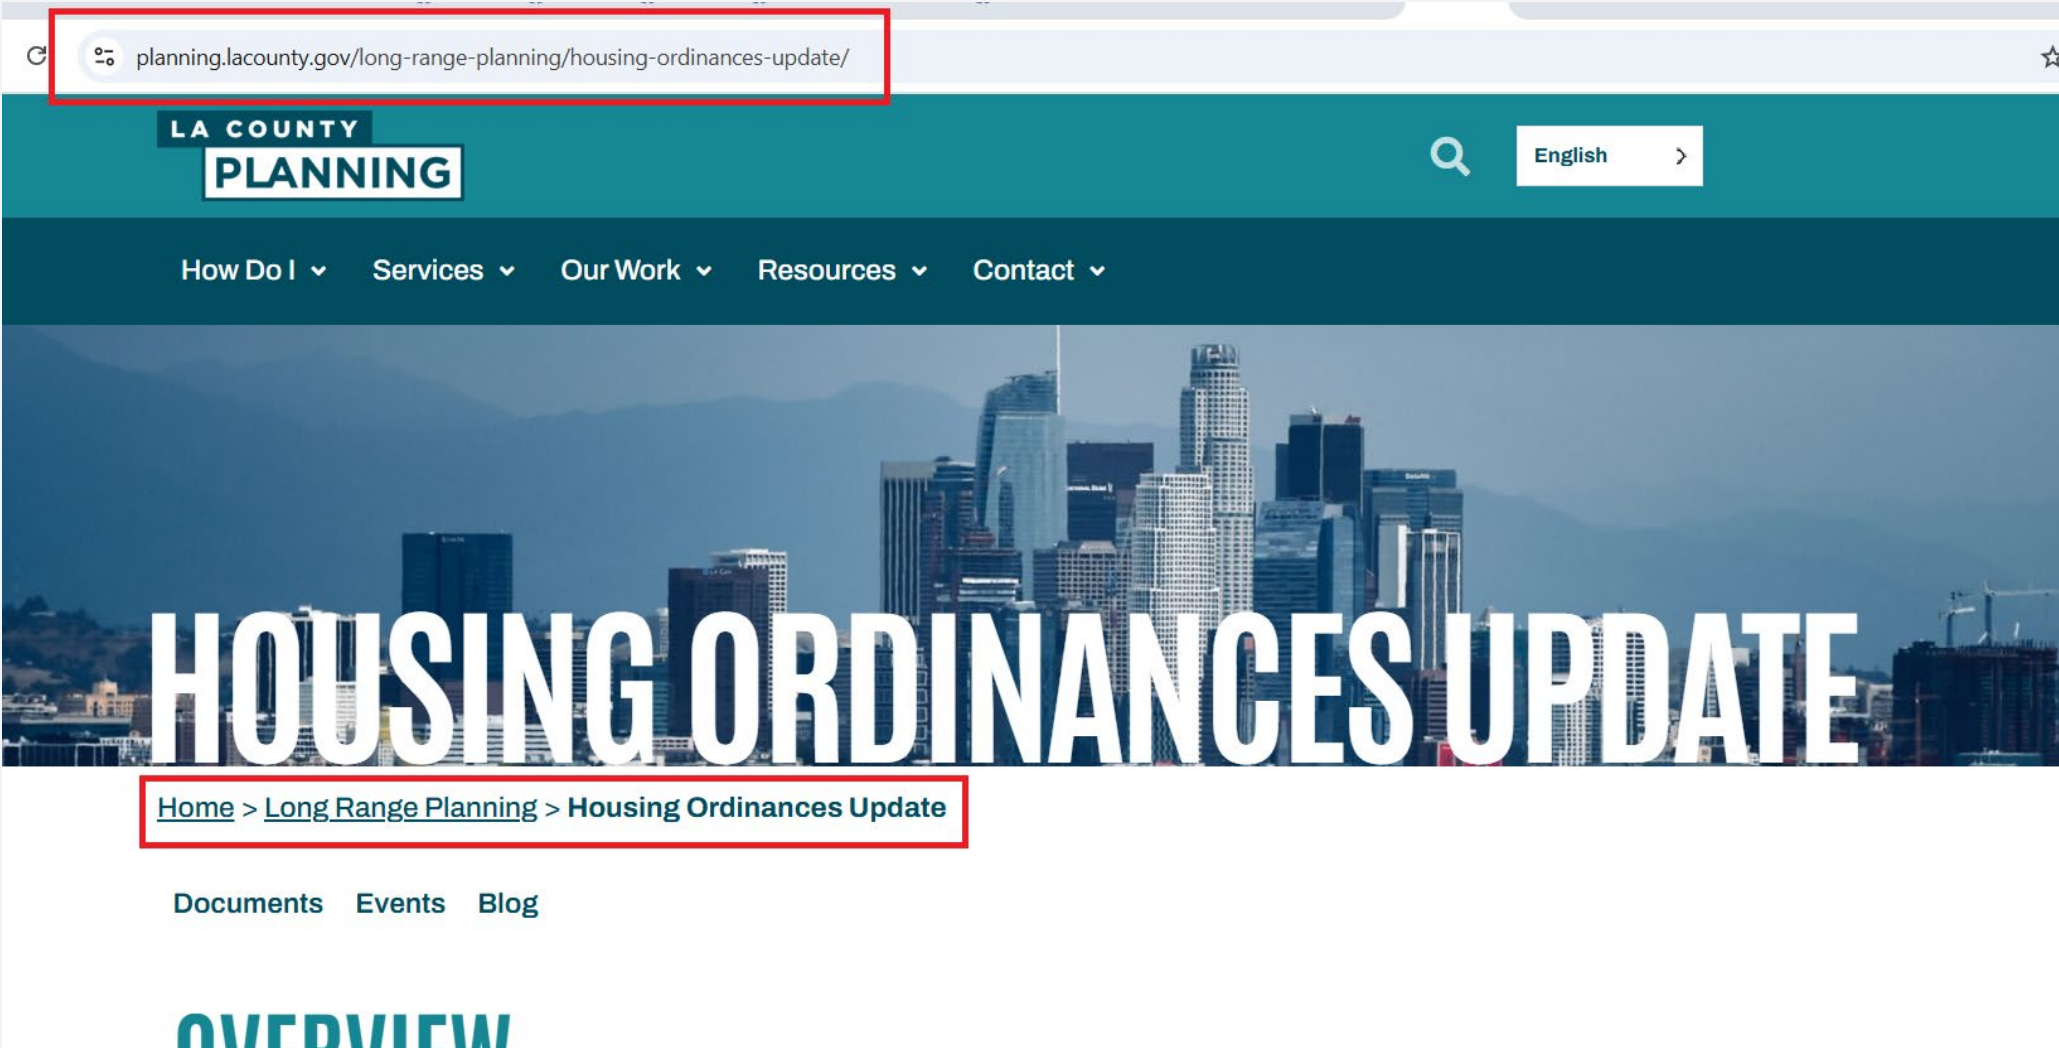 planning.lacounty.gov/long-range-planning/housing-ordinances-update/
LA COUNTY
PLANNING
English
How Do I
Services
Our Work
Resources
Contact
HOUSING ORDINANCES UPDATE
Home > Long Range Planning > Housing Ordinances Update
Documents Events Blog
OVERVIEW